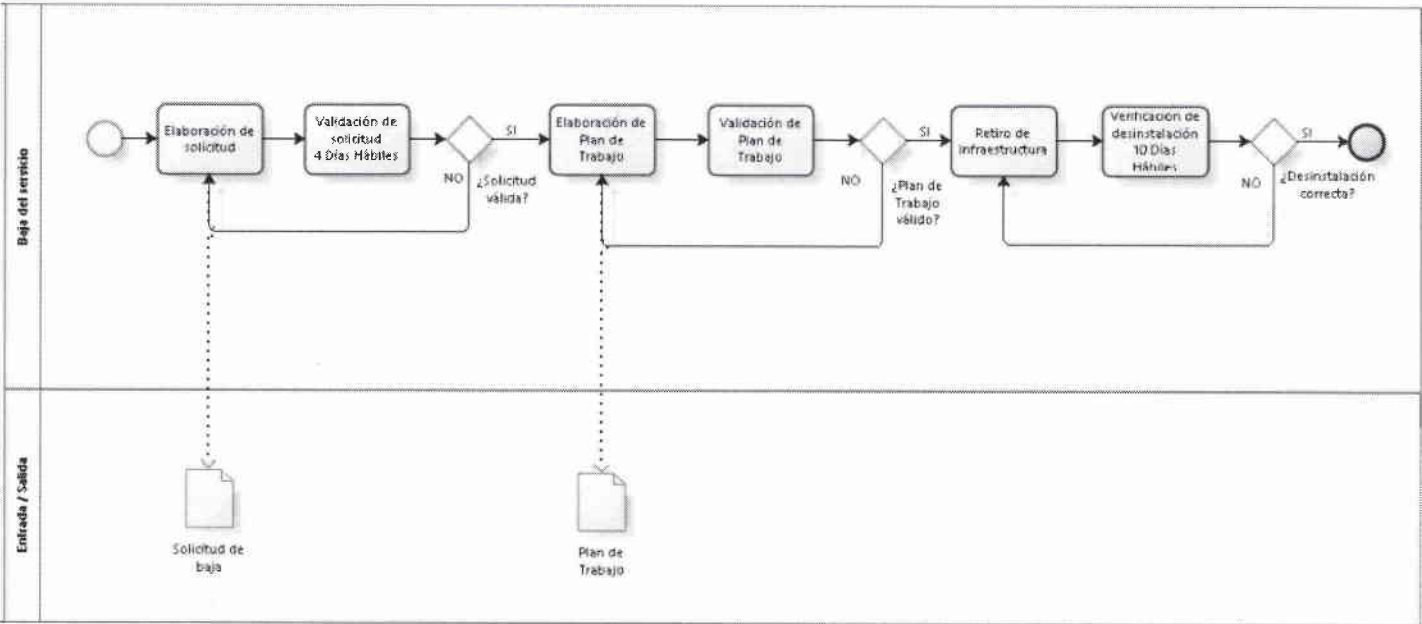 Baja del servicio
Elaboración de
solicitud
Validación de
solicitud
4 Días Hábiles
SI
NO
¿Solicitud
válida?
Elaboración de
Plan de
Trabajo
Validación de
Plan de
Trabajo
SI
NO
¿Plan de
Trabajo
válido?
Retiro de
Infraestructura
Verificación de
desinstalación
10 Días
Hábiles
SI
NO
¿Desinstalación
correcta?
Entrada / Salida
Solicitud de
baja
Plan de
Trabajo